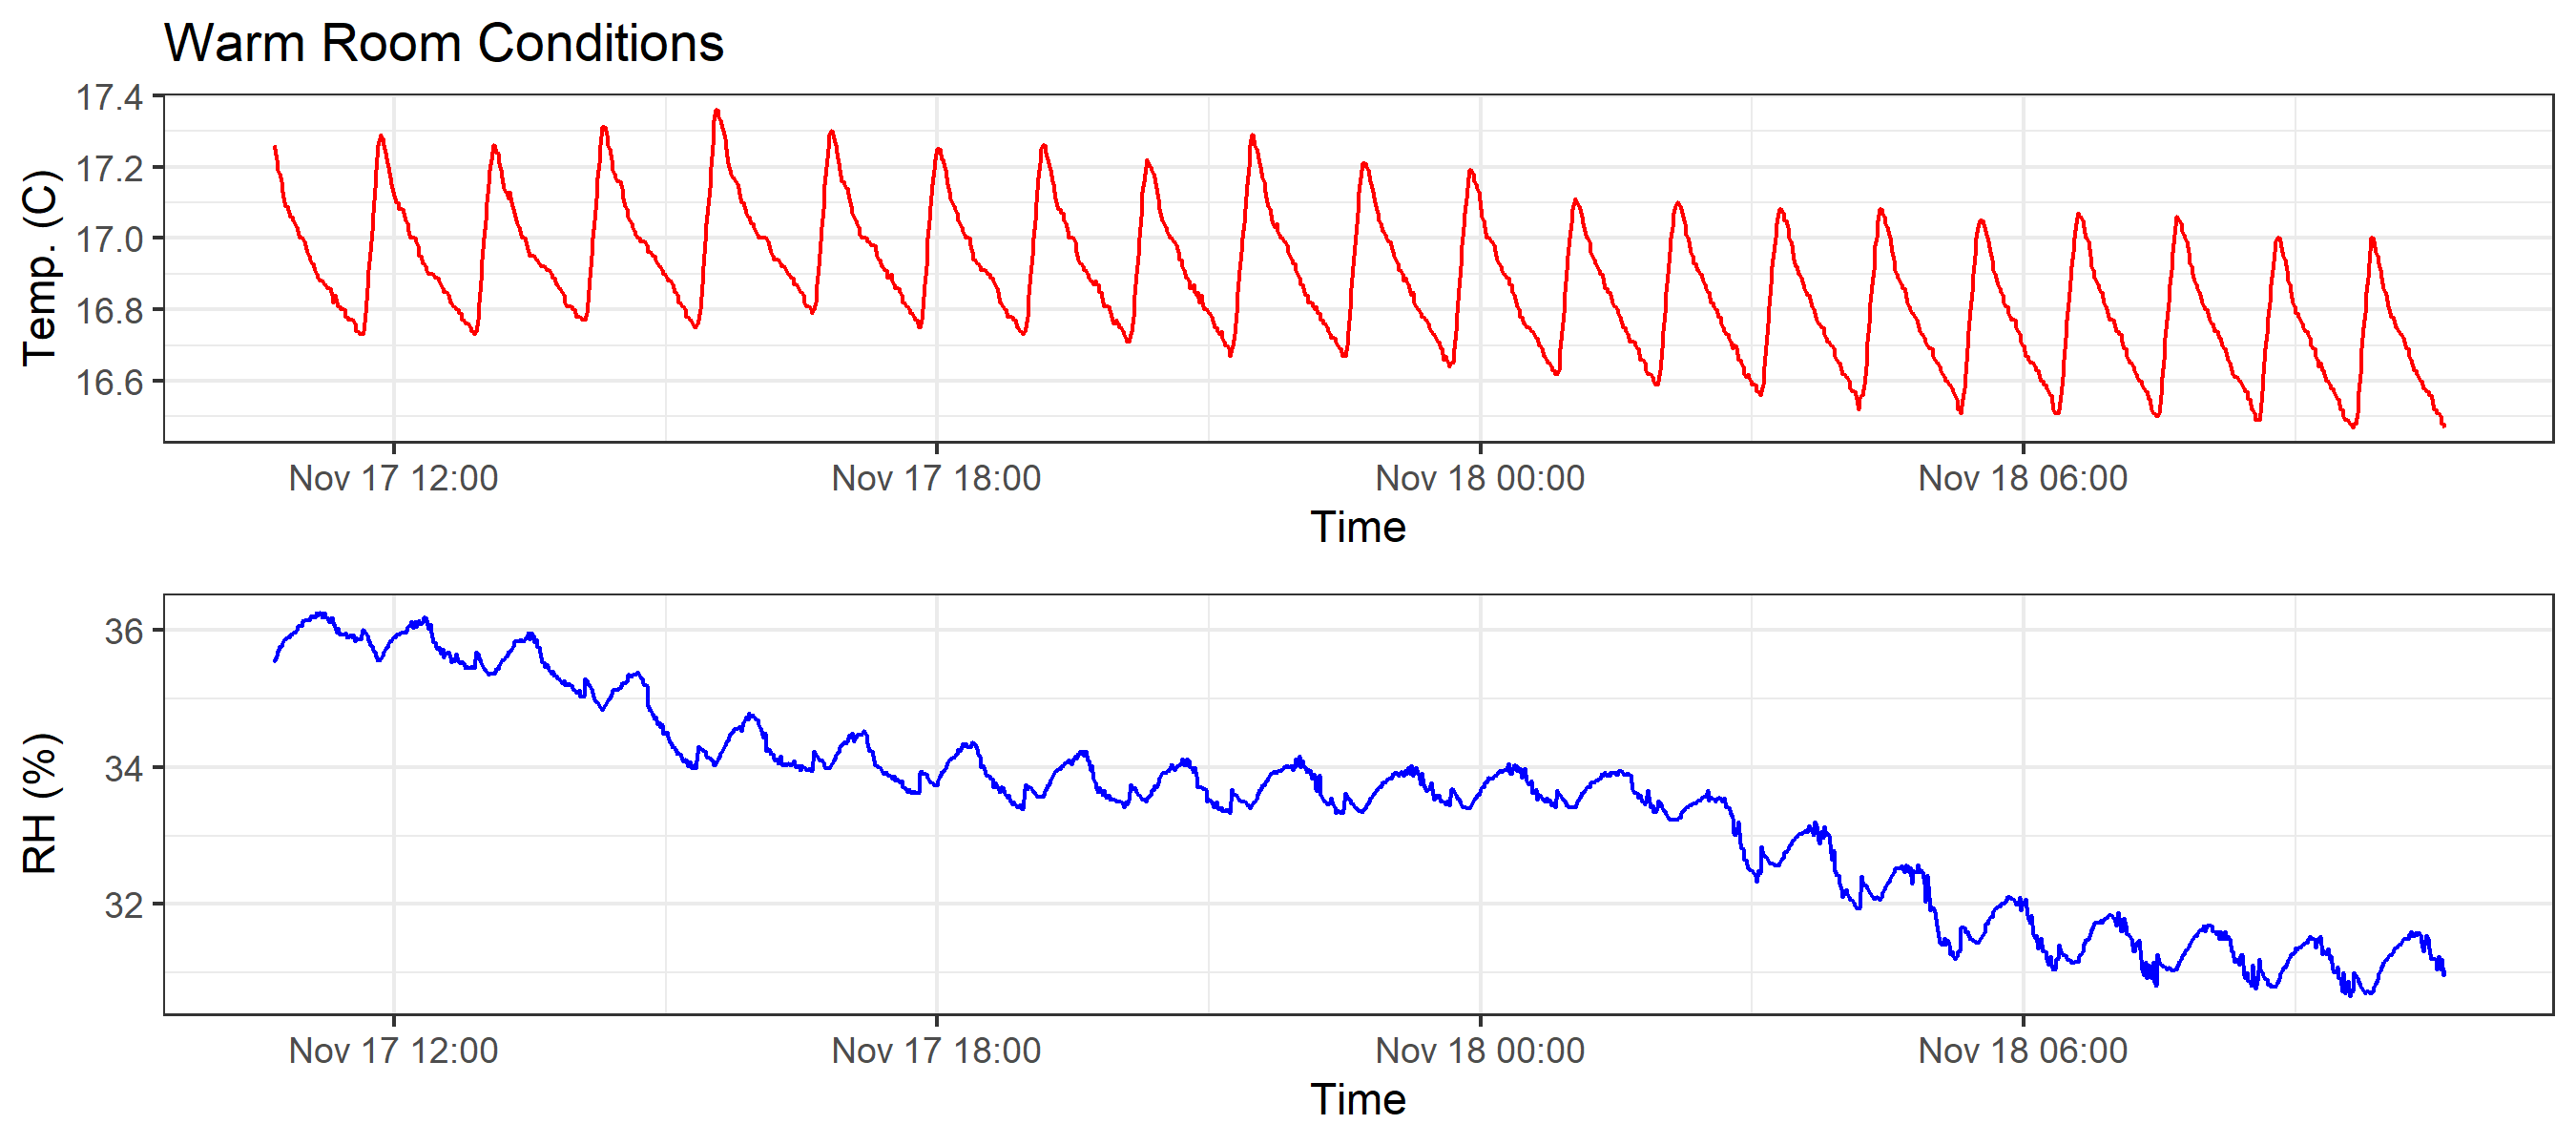 Warm Room Conditions
Temp. (C)
17.4
17.2
17.0
16.8
16.6
Nov 17 12:00 Nov 17 18:00 Nov 18 00:00 Nov 18 06:00
Time
RH (%)
36
34
32
Nov 17 12:00 Nov 17 18:00 Nov 18 00:00 Nov 18 06:00
Time